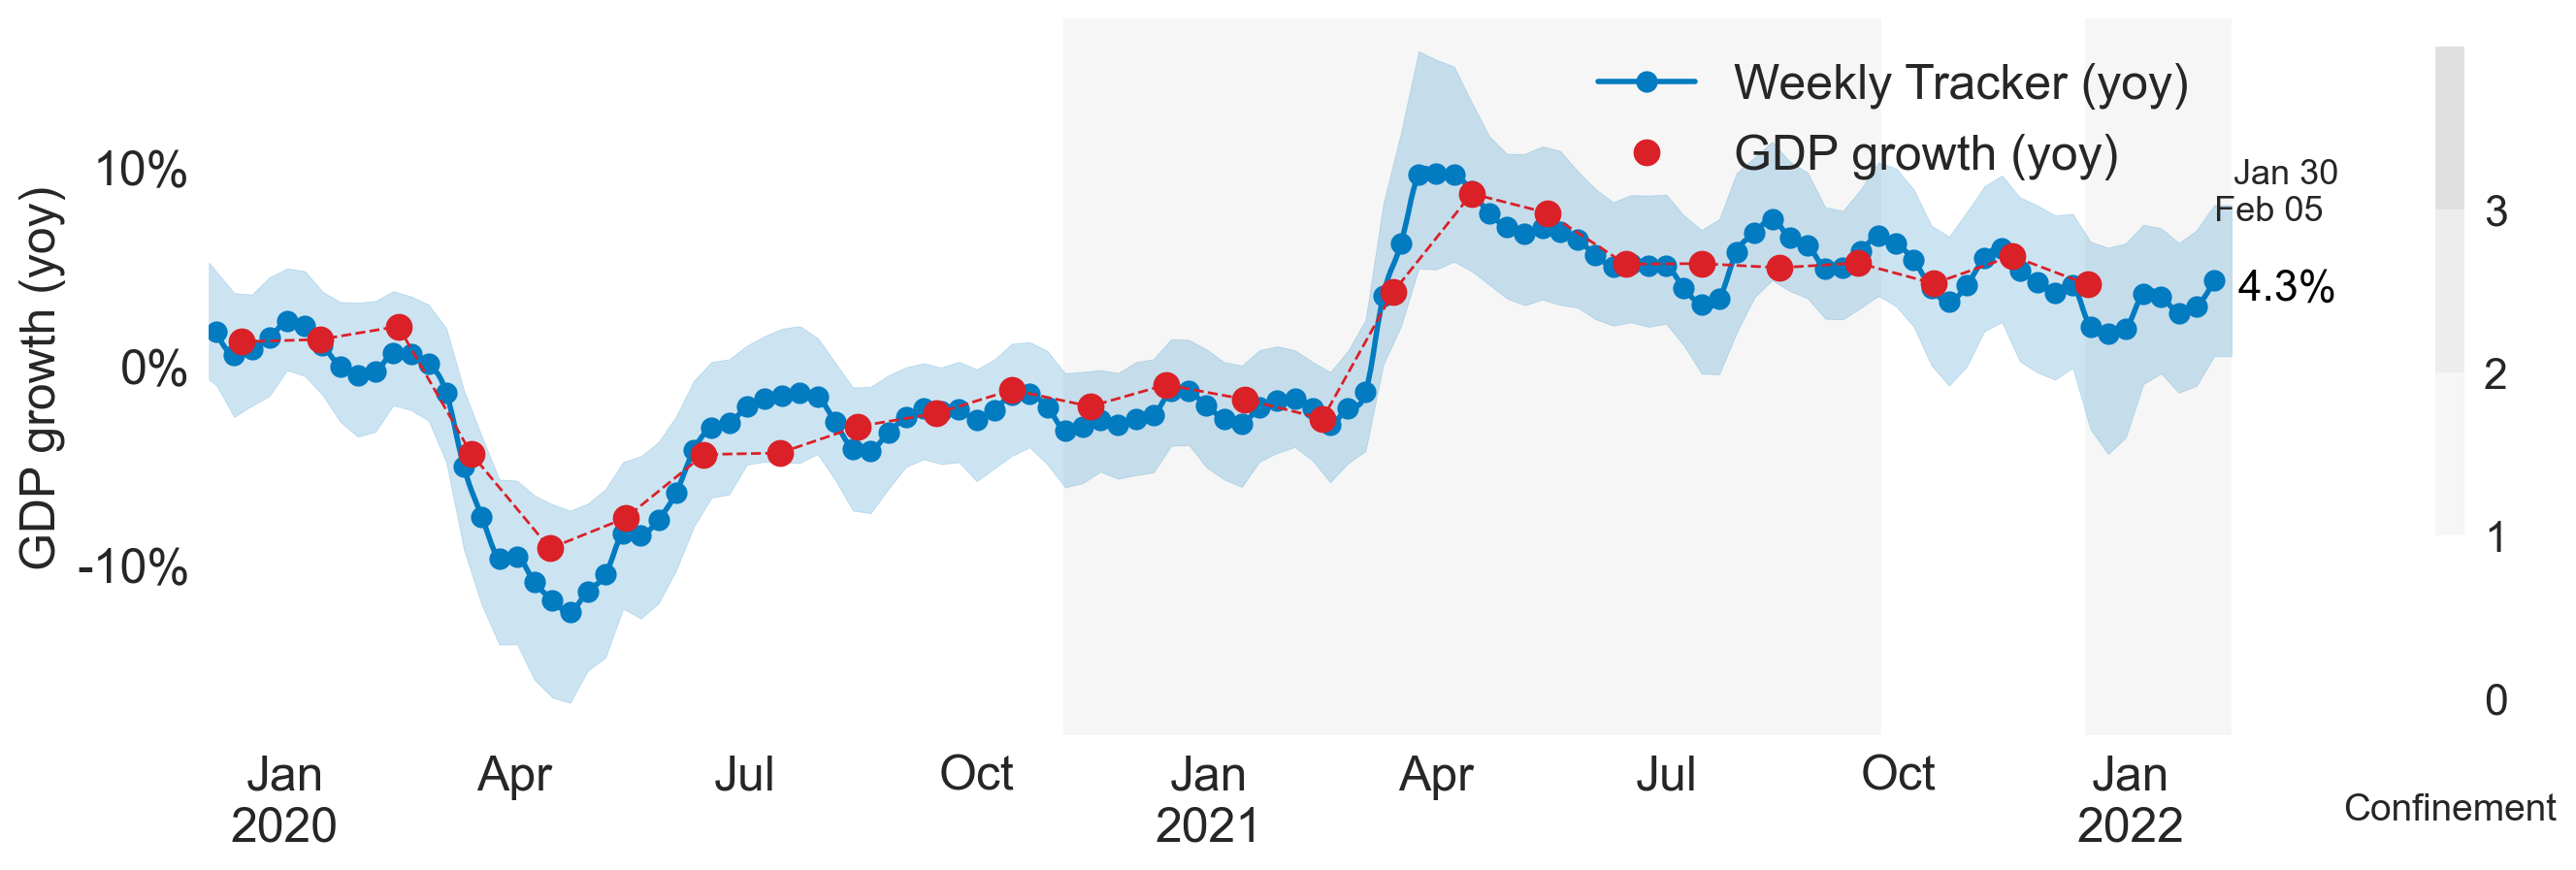 Weekly Tracker (yoy)
GDP growth (yoy)
GDP growth (yoy)
10%
0%
-10%
Jan 30
Feb 05
4.3%
3
2
1
0
Jan Apr Jul Oct Jan Apr Jul Oct Jan
2020 2021 2022
Confinement